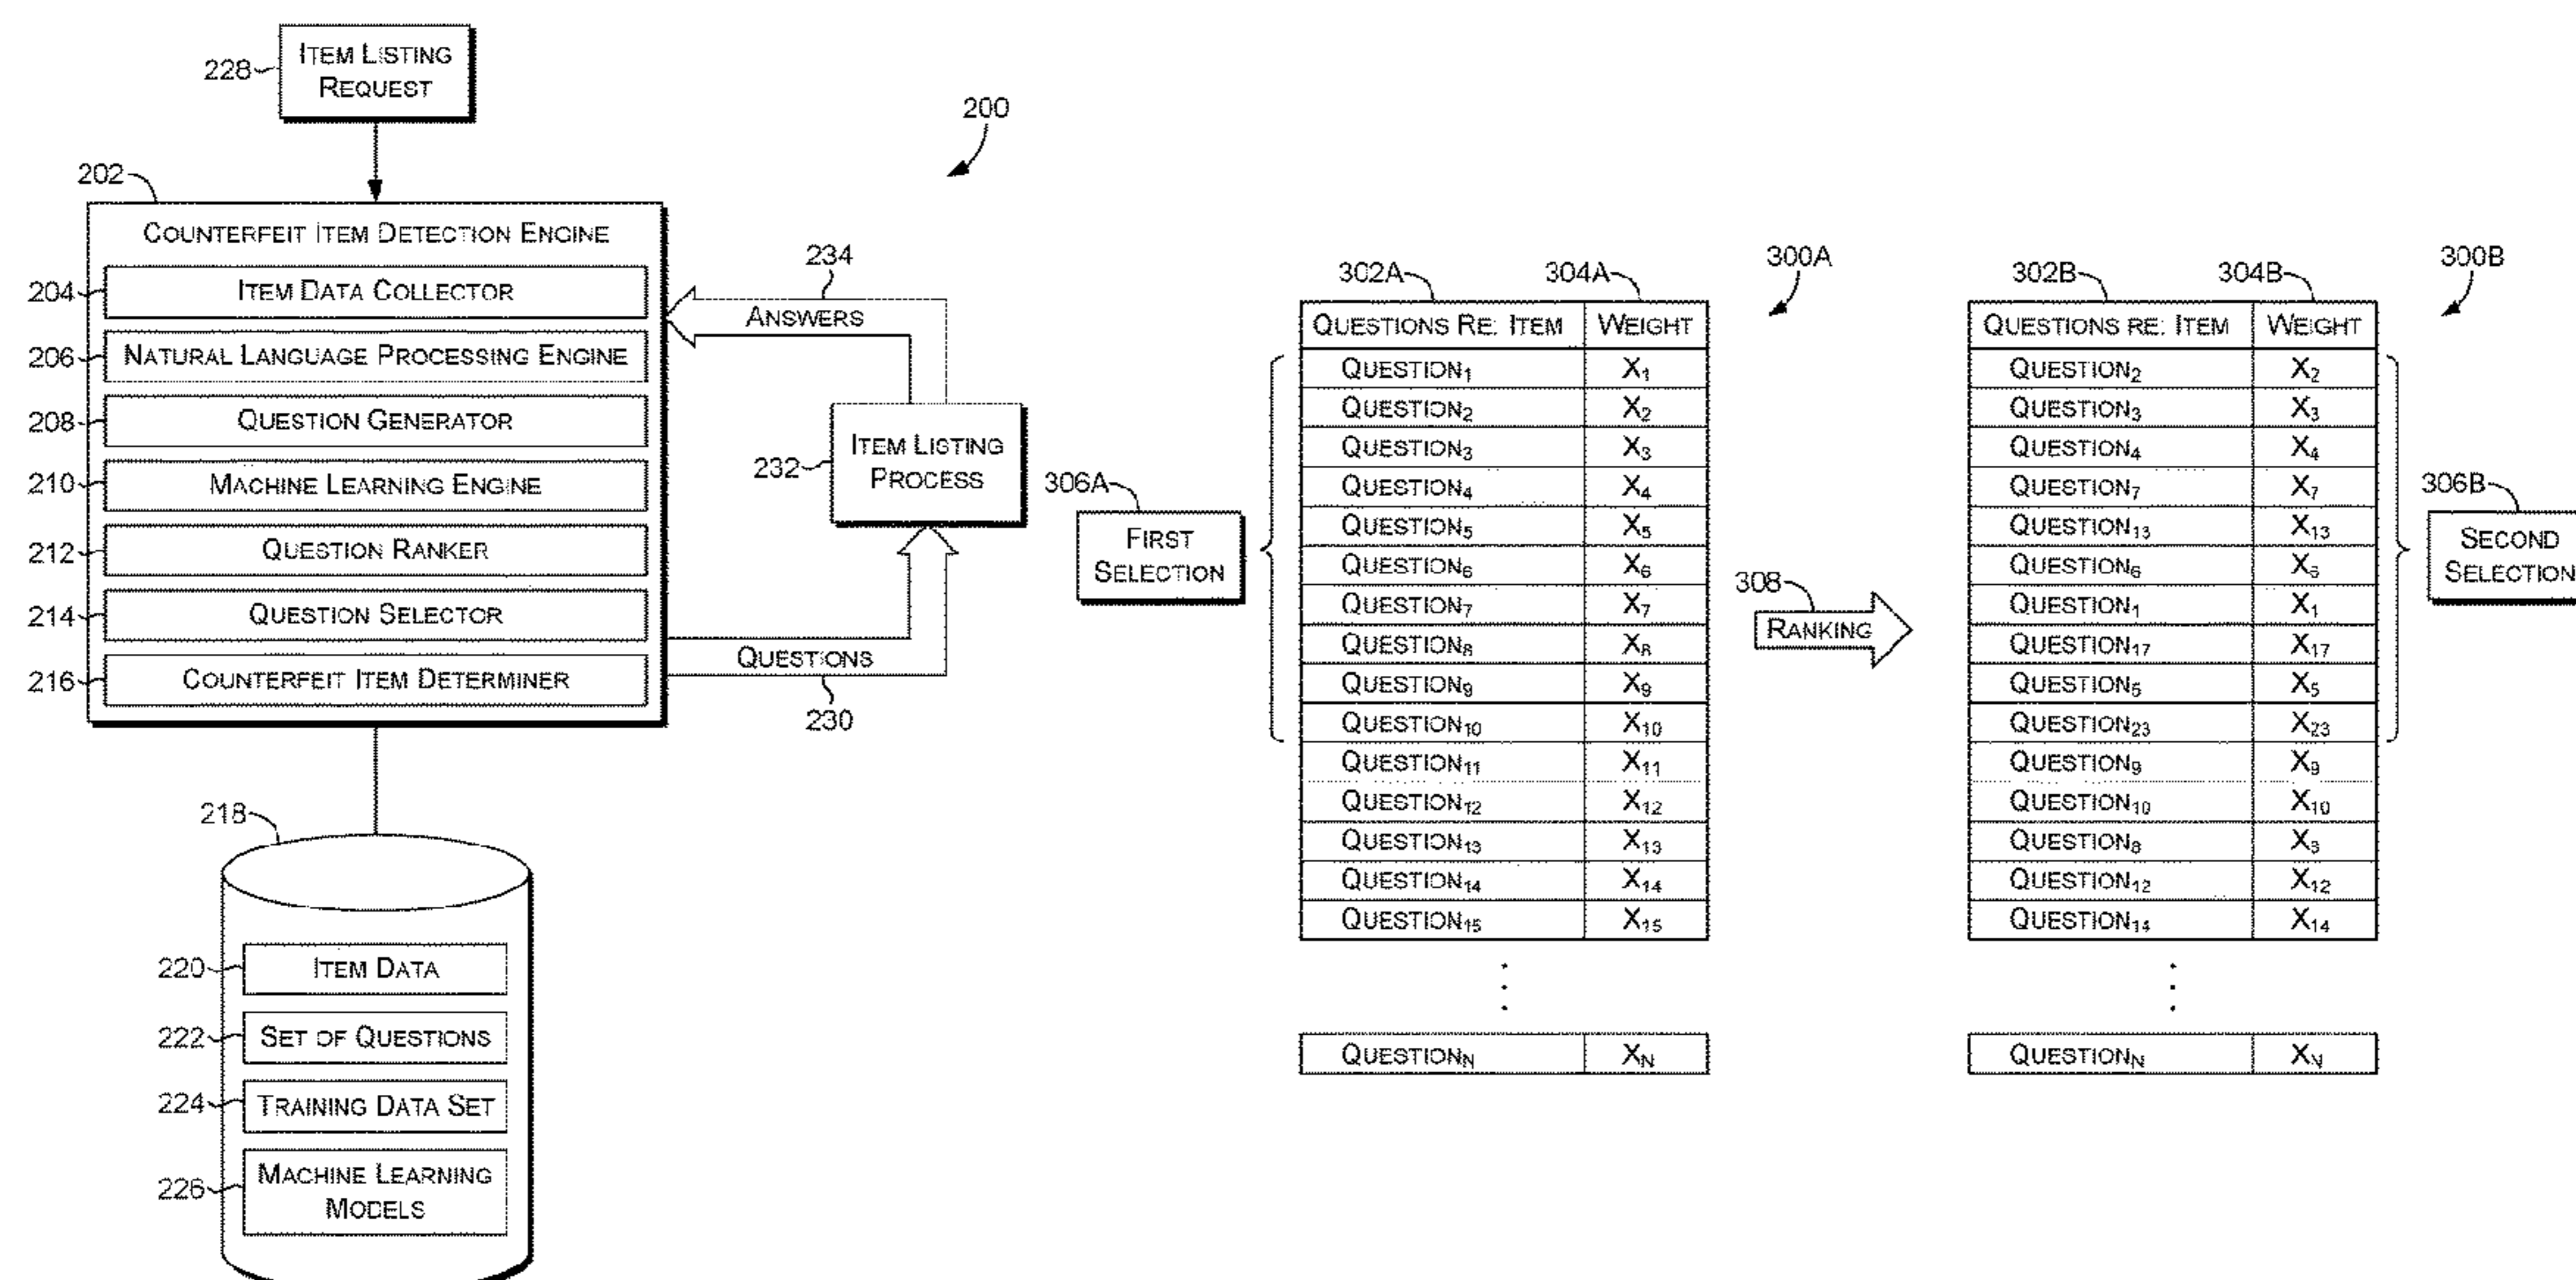 228
ITEM LISTING
REQUEST
200
202
COUNTERFEIT ITEM DETECTION ENGINE
204 ITEM DATA COLLECTOR
206 NATURAL LANGUAGE PROCESSING ENGINE
208 QUESTION GENERATOR
210 MACHINE LEARNING ENGINE
212 QUESTION RANKER
214 QUESTION SELECTOR
216 COUNTERFEIT ITEM DETERMINER
234
ANSWERS
232
ITEM LISTING
PROCESS
QUESTIONS
230
218
220 ITEM DATA
222 SET OF QUESTIONS
224 TRAINING DATA SET
226
MACHINE LEARNING
MODELS
306A
FIRST
SELECTION
302A 304A 300A
QUESTIONS RE: ITEM WEIGHT
QUESTION₁ X₁
QUESTION₂ X₂
QUESTION₃ X₃
QUESTION₄ X₄
QUESTION₅ X₅
QUESTION₆ X₆
QUESTION₇ X₇
QUESTION₈ X₈
QUESTION₉ X₉
QUESTION₁₀ X₁₀
QUESTION₁₁ X₁₁
QUESTION₁₂ X₁₂
QUESTION₁₃ X₁₃
QUESTION₁₄ X₁₄
QUESTION₁₅ X₁₅
QUESTION_N X_N
308
RANKING
302B 304B 300B
QUESTIONS RE: ITEM WEIGHT
QUESTION₂ X₂
QUESTION₃ X₃
QUESTION₄ X₄
QUESTION₇ X₇
QUESTION₁₃ X₁₃
QUESTION₆ X₆
QUESTION₁ X₁
QUESTION₁₇ X₁₇
QUESTION₅ X₅
QUESTION₂₃ X₂₃
QUESTION₉ X₉
QUESTION₁₀ X₁₀
QUESTION₈ X₈
QUESTION₁₂ X₁₂
QUESTION₁₄ X₁₄
QUESTION_N X_N
306B
SECOND
SELECTION